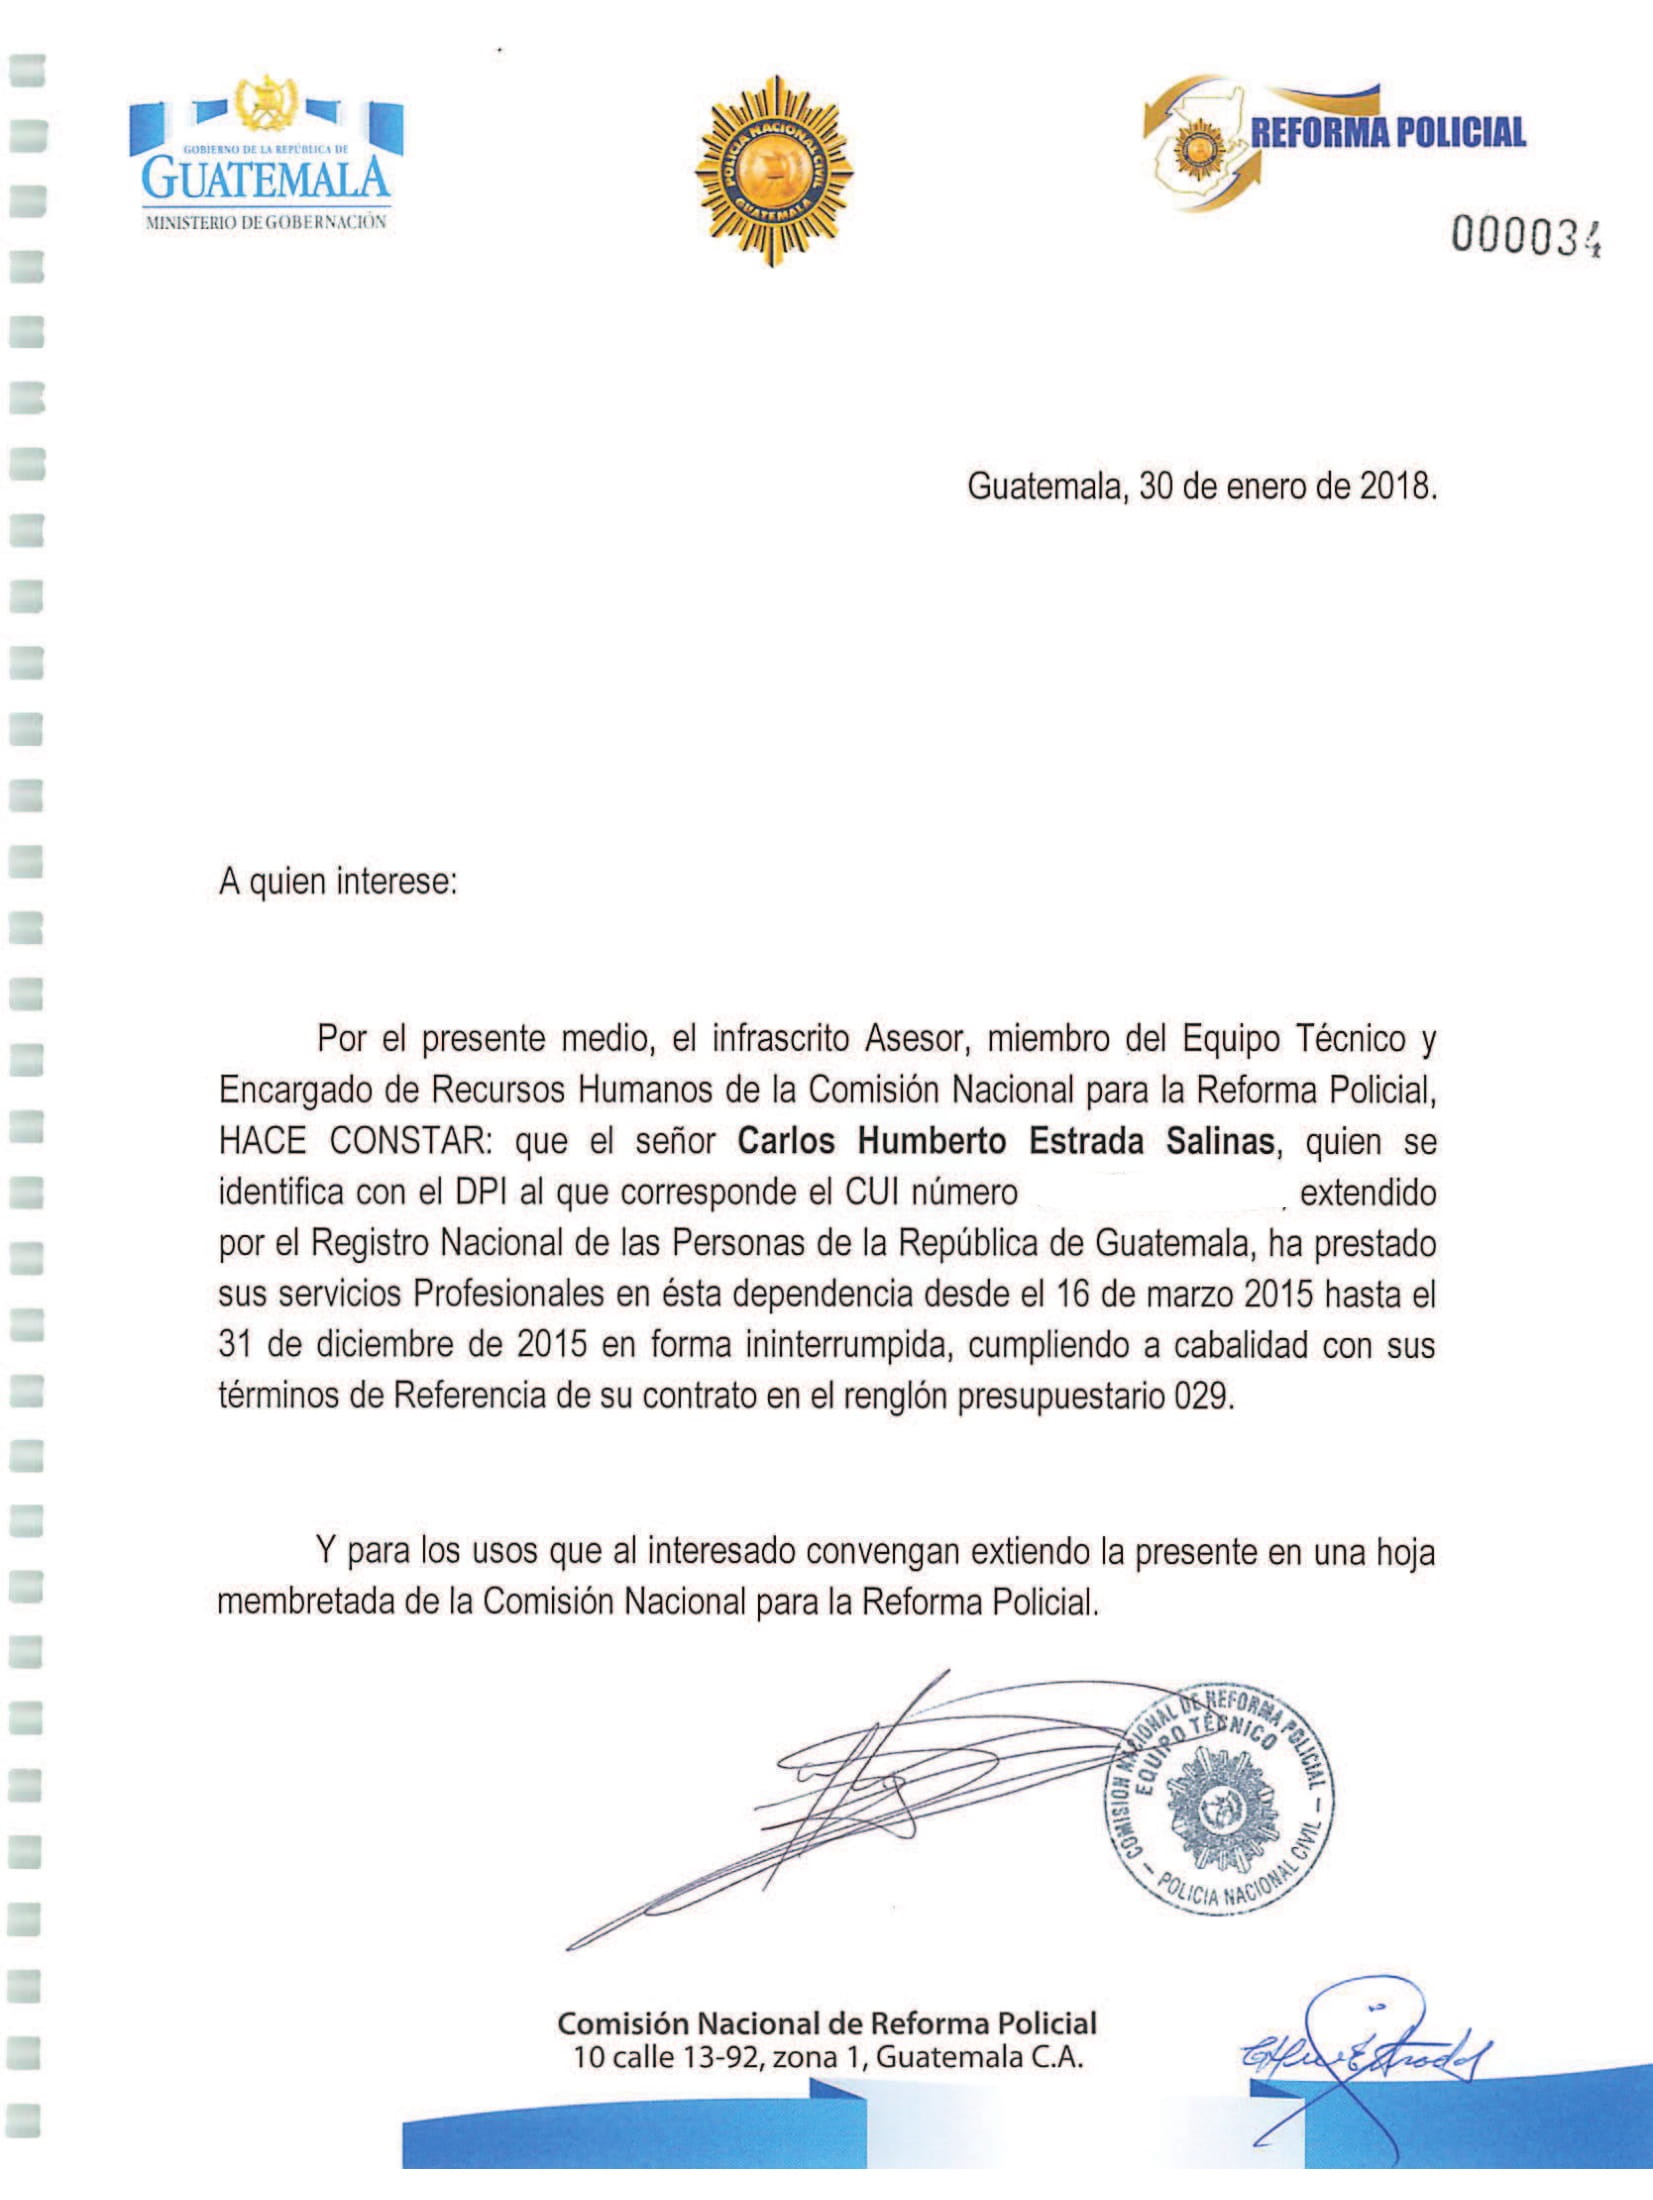 GOBIERNO DE LA REPÚBLICA DE
GUATEMALA
MINISTERIO DE GOBERNACIÓN
POLICIA NACIONAL CIVIL
GUATEMALA
REFORMA POLICIAL
000034
Guatemala, 30 de enero de 2018.
A quien interese:
Por el presente medio, el infrascrito Asesor, miembro del Equipo Técnico y
Encargado de Recursos Humanos de la Comisión Nacional para la Reforma Policial,
HACE CONSTAR: que el señor Carlos Humberto Estrada Salinas, quien se
identifica con el DPI al que corresponde el CUI número , extendido
por el Registro Nacional de las Personas de la República de Guatemala, ha prestado
sus servicios Profesionales en ésta dependencia desde el 16 de marzo 2015 hasta el
31 de diciembre de 2015 en forma ininterrumpida, cumpliendo a cabalidad con sus
términos de Referencia de su contrato en el renglón presupuestario 029.
Y para los usos que al interesado convengan extiendo la presente en una hoja
membretada de la Comisión Nacional para la Reforma Policial.
COMISION NACIONAL DE REFORMA POLICIAL
EQUIPO TÉCNICO
POLICIA NACIONAL CIVIL
Comisión Nacional de Reforma Policial
10 calle 13-92, zona 1, Guatemala C.A.